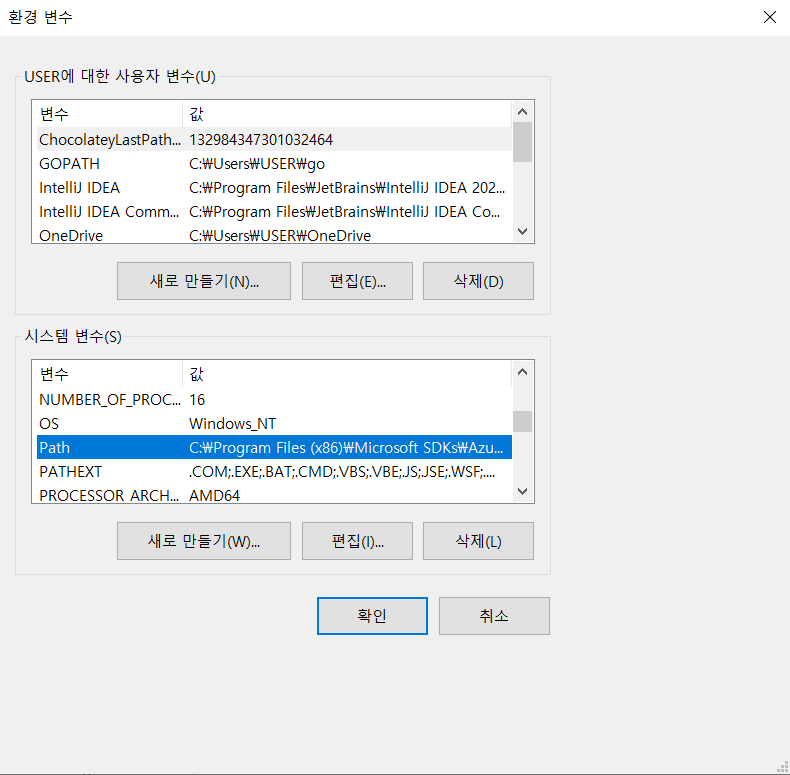 환경 변수
USER에 대한 사용자 변수(U)
변수 값
ChocolateyLastPath... 132984347301032464
GOPATH C:₩Users₩USER₩go
IntelliJ IDEA C:₩Program Files₩JetBrains₩IntelliJ IDEA 202...
IntelliJ IDEA Comm... C:₩Program Files₩JetBrains₩IntelliJ IDEA Co...
OneDrive C:₩Users₩USER₩OneDrive
새로 만들기(N)... 편집(E)... 삭제(D)
시스템 변수(S)
변수 값
NUMBER_OF_PROC... 16
OS Windows_NT
Path C:₩Program Files (x86)₩Microsoft SDKs₩Azu...
PATHEXT .COM;.EXE;.BAT;.CMD;.VBS;.VBE;.JS;.JSE;.WSF;....
PROCESSOR_ARCH... AMD64
새로 만들기(W)... 편집(I)... 삭제(L)
확인 취소